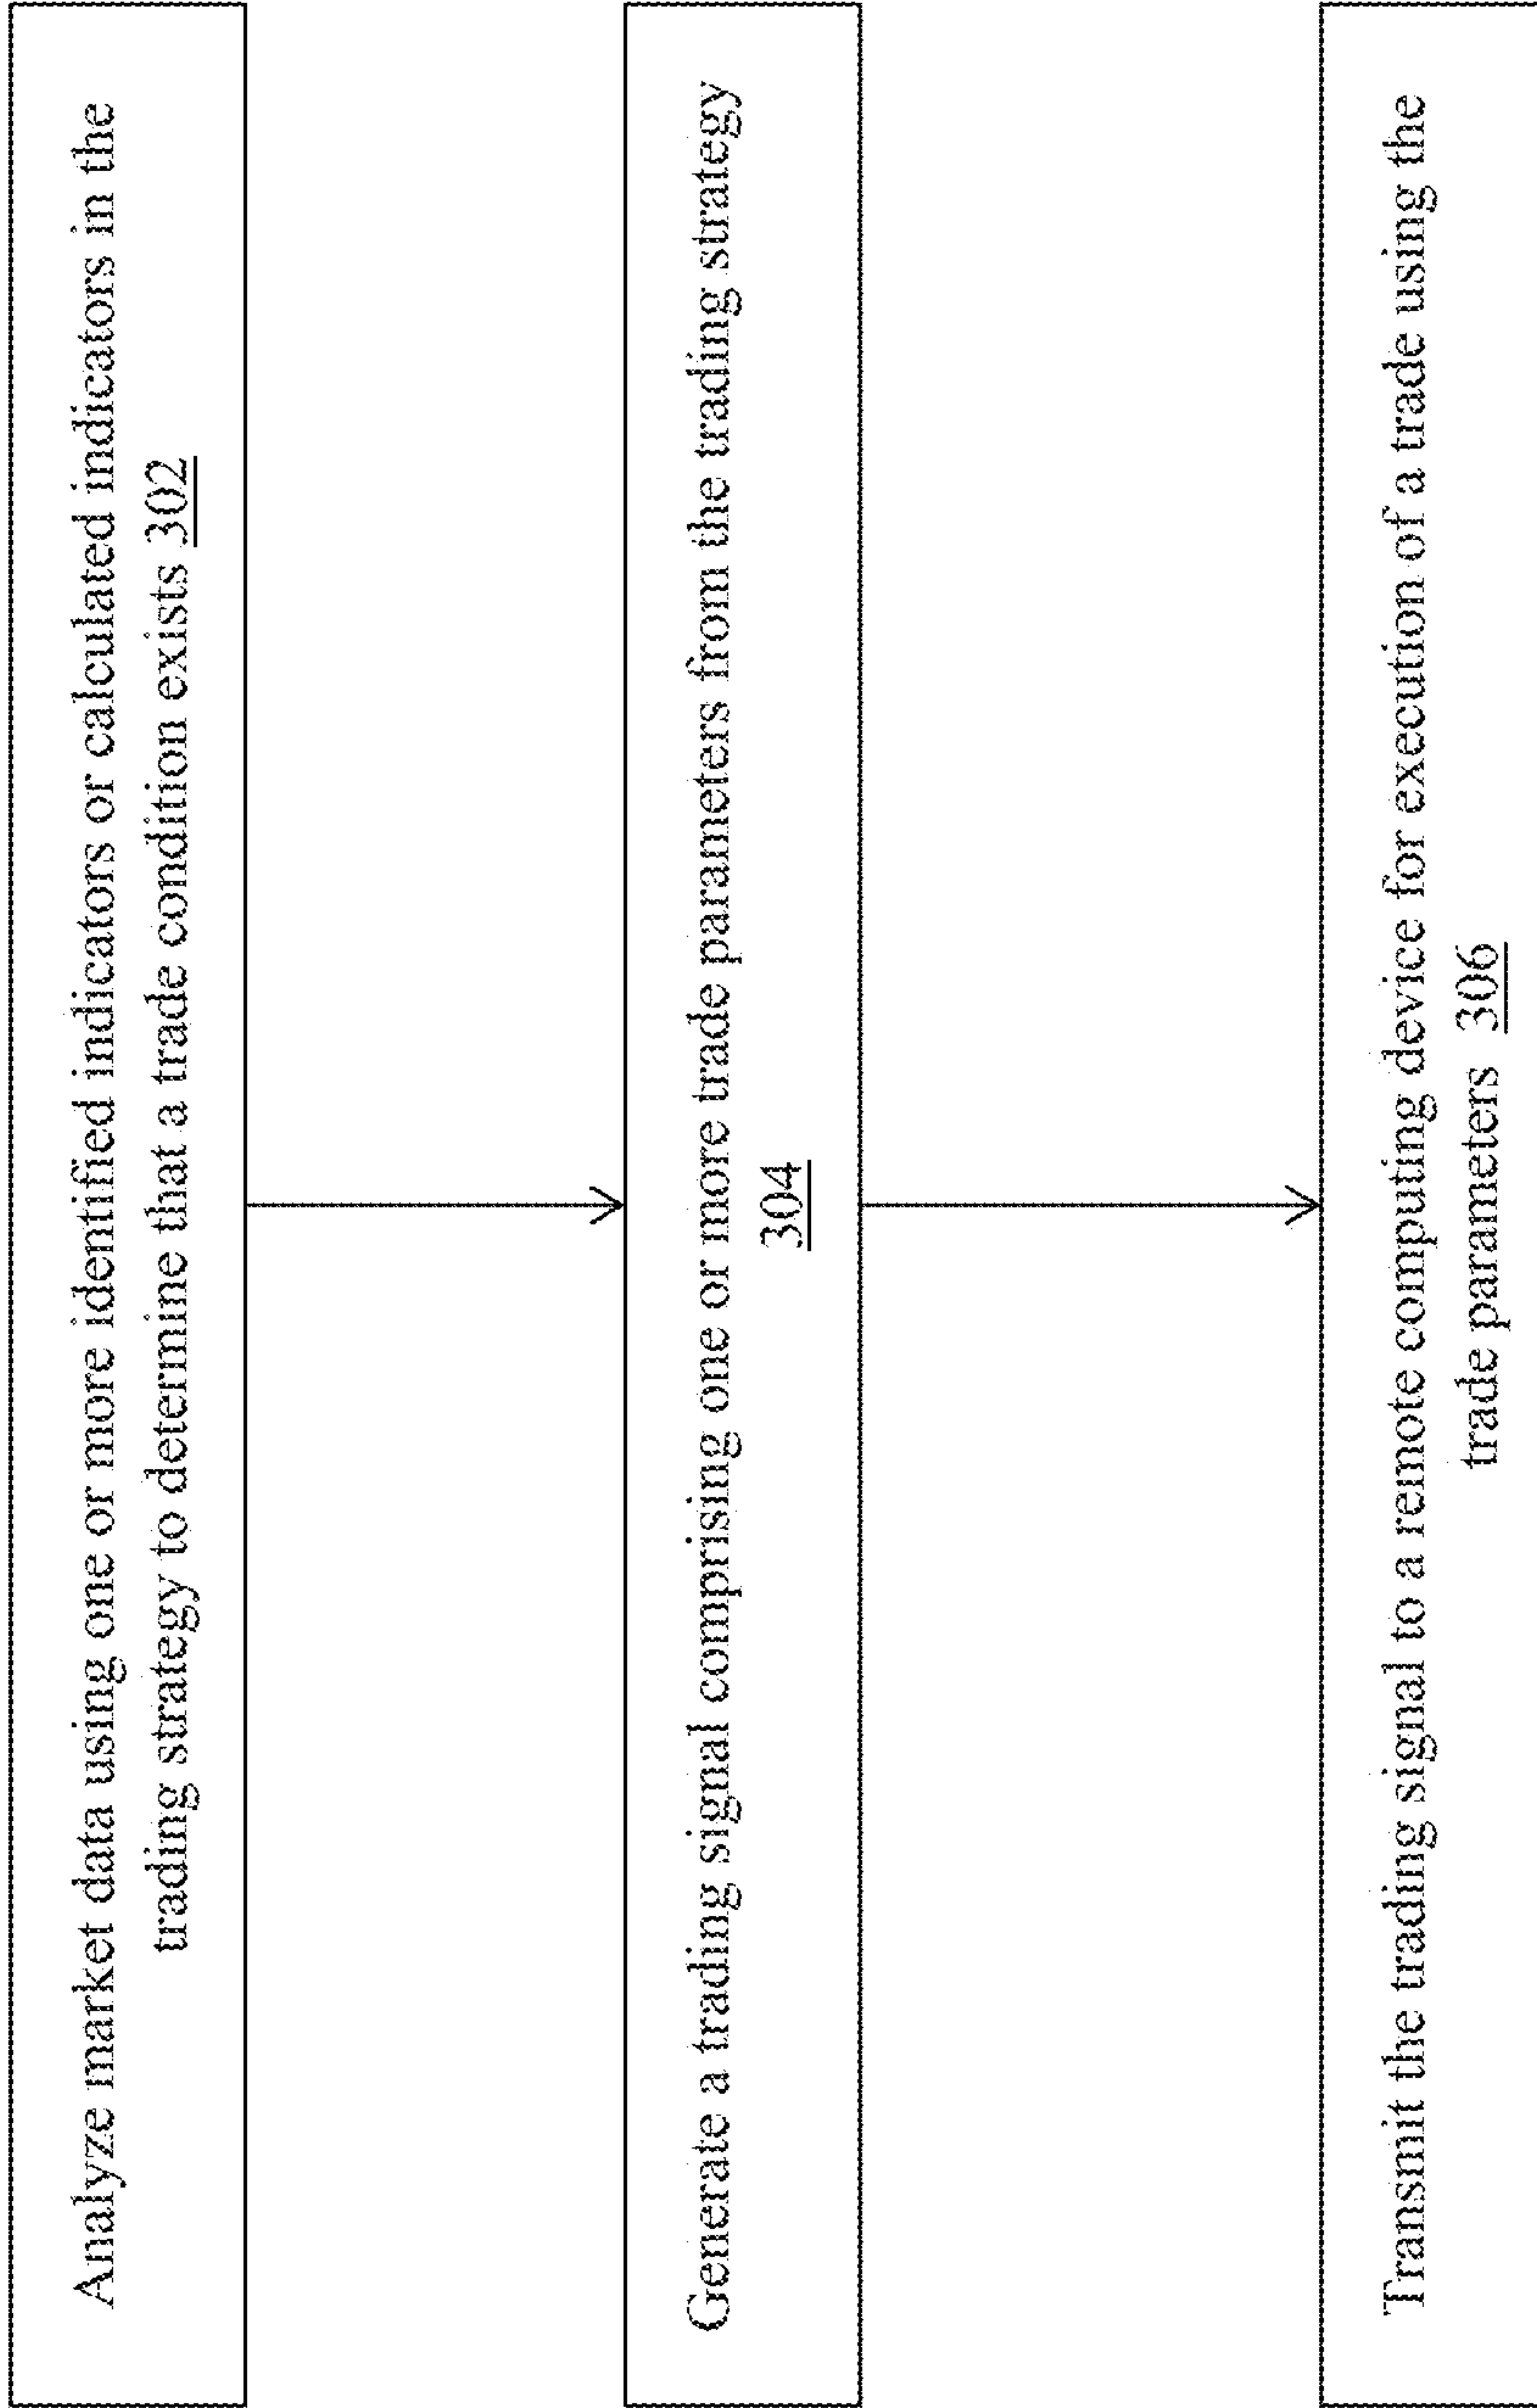 Analyze market data using one or more identified indicators or calculated indicators in the
trading strategy to determine that a trade condition exists 302
Generate a trading signal comprising one or more trade parameters from the trading strategy
304
Transmit the trading signal to a remote computing device for execution of a trade using the
trade parameters 306